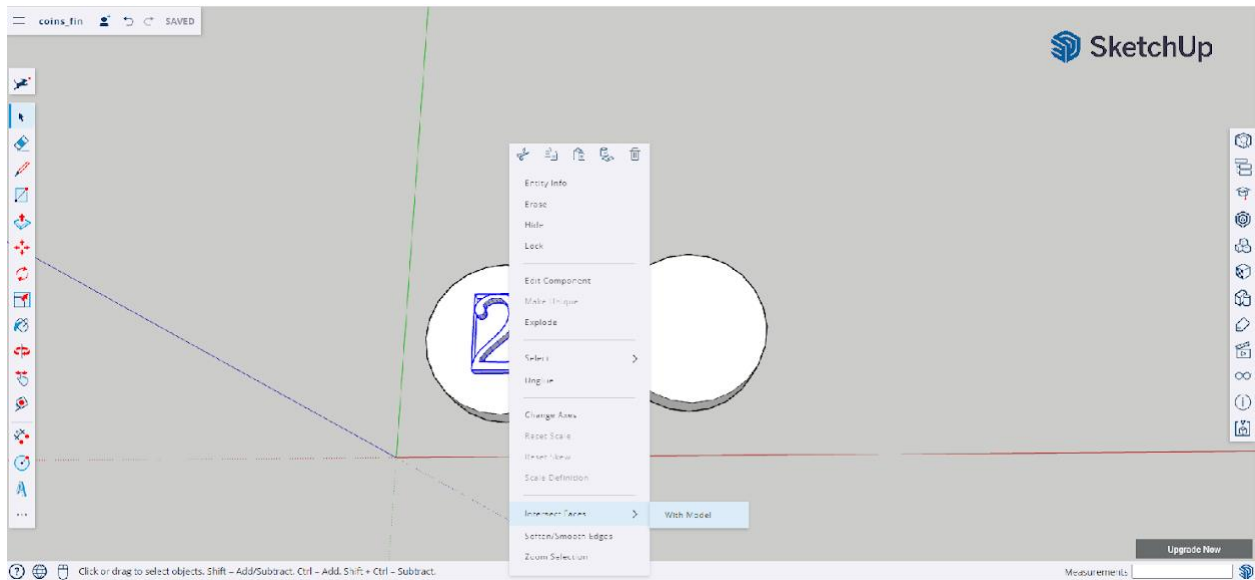 coins_fin SAVED
SketchUp
Entity Info
Erase
Hide
Lock
Edit Component
Make Unique
Explode
2
Select
Unglue
Change Axes
Reset Scale
Reset Skew
Scale Definition
Intersect Faces
With Model
Soften/Smooth Edges
Zoom Selection
Upgrade Now
Click or drag to select objects. Shift – Add/Subtract. Ctrl – Add. Shift + Ctrl – Subtract.
Measurements